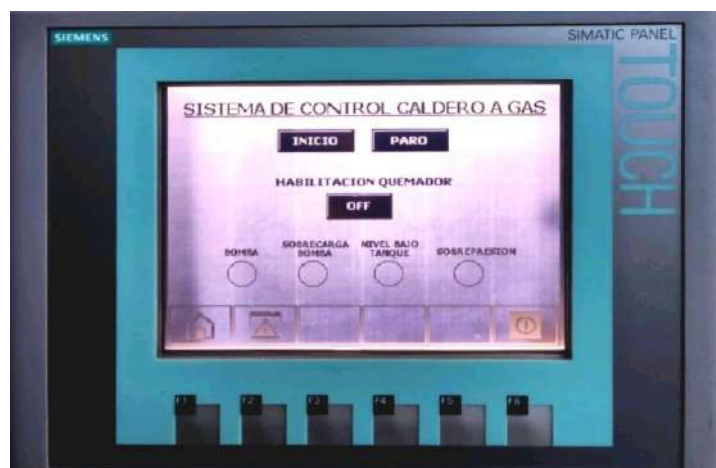 SIEMENS
SIMATIC PANEL
TOUCH
SISTEMA DE CONTROL CALDERO A GAS
INICIO PARO
HABILITACION QUEMADOR
OFF
BOMBA
SOBRECARGA BOMBA
NIVEL BAJO TANQUE
SOBREPRESION
F1 F2 F3 F4 F5 F6